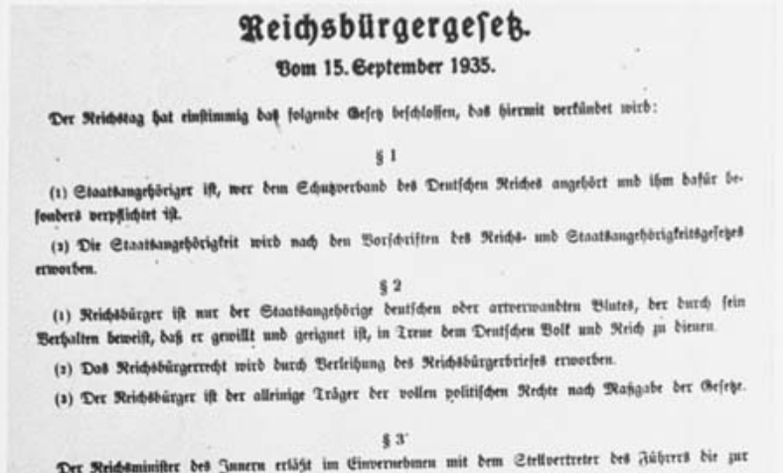 Reichsbürgergesetz.
Vom 15. September 1935.
Der Reichstag hat einstimmig das folgende Gesetz beschlossen, das hiermit verkündet wird:
§ 1
(1) Staatsangehöriger ist, wer dem Schutzverband des Deutschen Reiches angehört und ihm dafür be-
sonders verpflichtet ist.
(2) Die Staatsangehörigkeit wird nach den Vorschriften des Reichs- und Staatsangehörigkeitsgesetzes
erworben.
§ 2
(1) Reichsbürger ist nur der Staatsangehörige deutschen oder artverwandten Blutes, der durch sein
Verhalten beweist, daß er gewillt und geeignet ist, in Treue dem Deutschen Volk und Reich zu dienen.
(2) Das Reichsbürgerrecht wird durch Verleihung des Reichsbürgerbriefes erworben.
(3) Der Reichsbürger ist der alleinige Träger der vollen politischen Rechte nach Maßgabe der Gesetze.
§ 3
Der Reichsminister des Innern erläßt im Einvernehmen mit dem Stellvertreter des Führers die zur